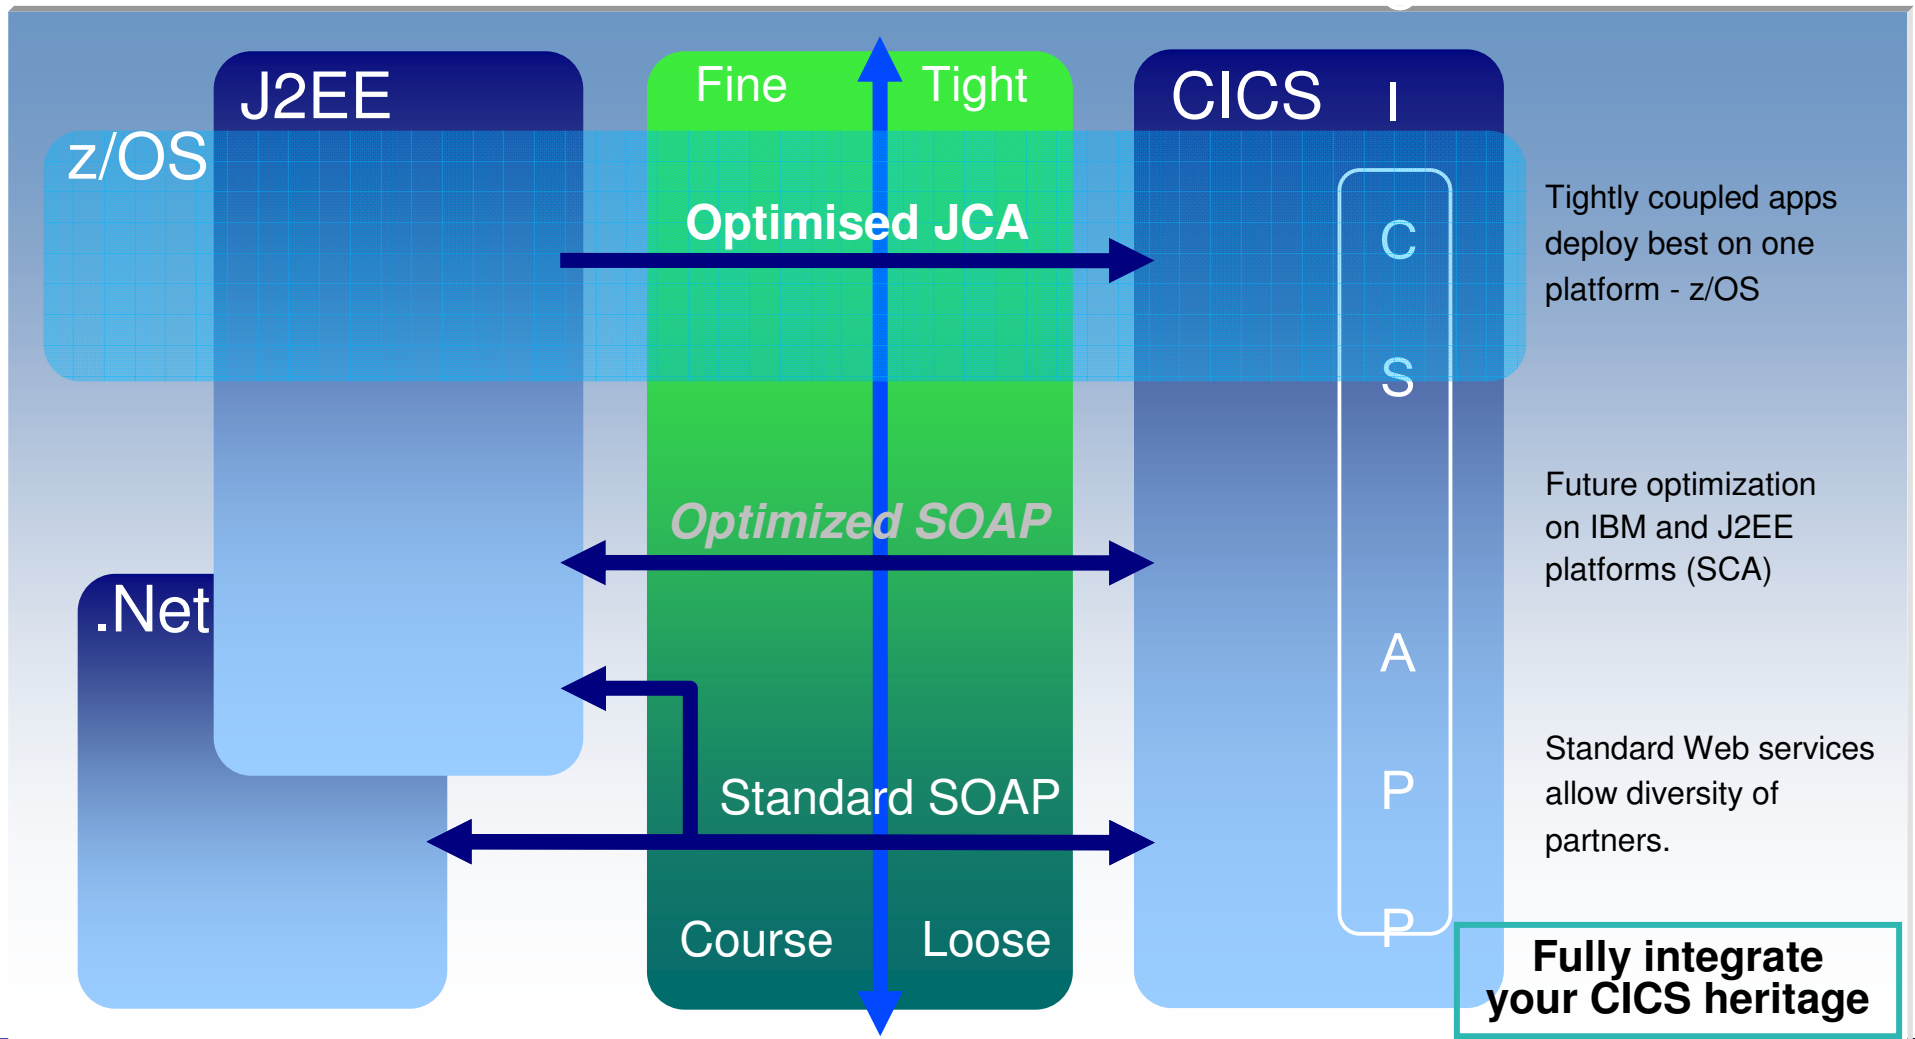 J2EE
Fine
Tight
CICS
I
C
S
A
P
P
z/OS
Optimised JCA
Tightly coupled apps
deploy best on one
platform - z/OS
Optimized SOAP
Future optimization
on IBM and J2EE
platforms (SCA)
.Net
Standard SOAP
Standard Web services
allow diversity of
partners.
Course
Loose
Fully integrate
your CICS heritage